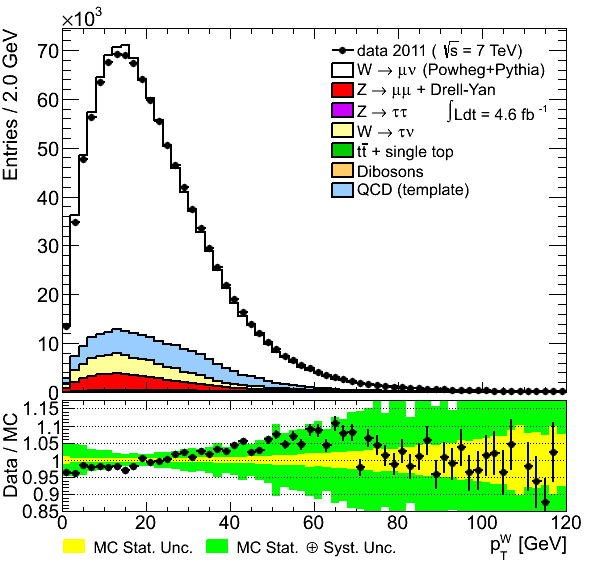 ×10³
Entries / 2.0 GeV
70
60
50
40
30
20
10
0
data 2011 ( √s = 7 TeV)
W → μν (Powheg+Pythia)
Z → μμ + Drell-Yan
Z → ττ
∫Ldt = 4.6 fb⁻¹
W → τν
tt̅ + single top
Dibosons
QCD (template)
Data / MC
1.15
1.1
1.05
1
0.95
0.9
0.85
0 20 40 60 80 100 120
MC Stat. Unc.
MC Stat. ⊕ Syst. Unc.
p_T^W [GeV]